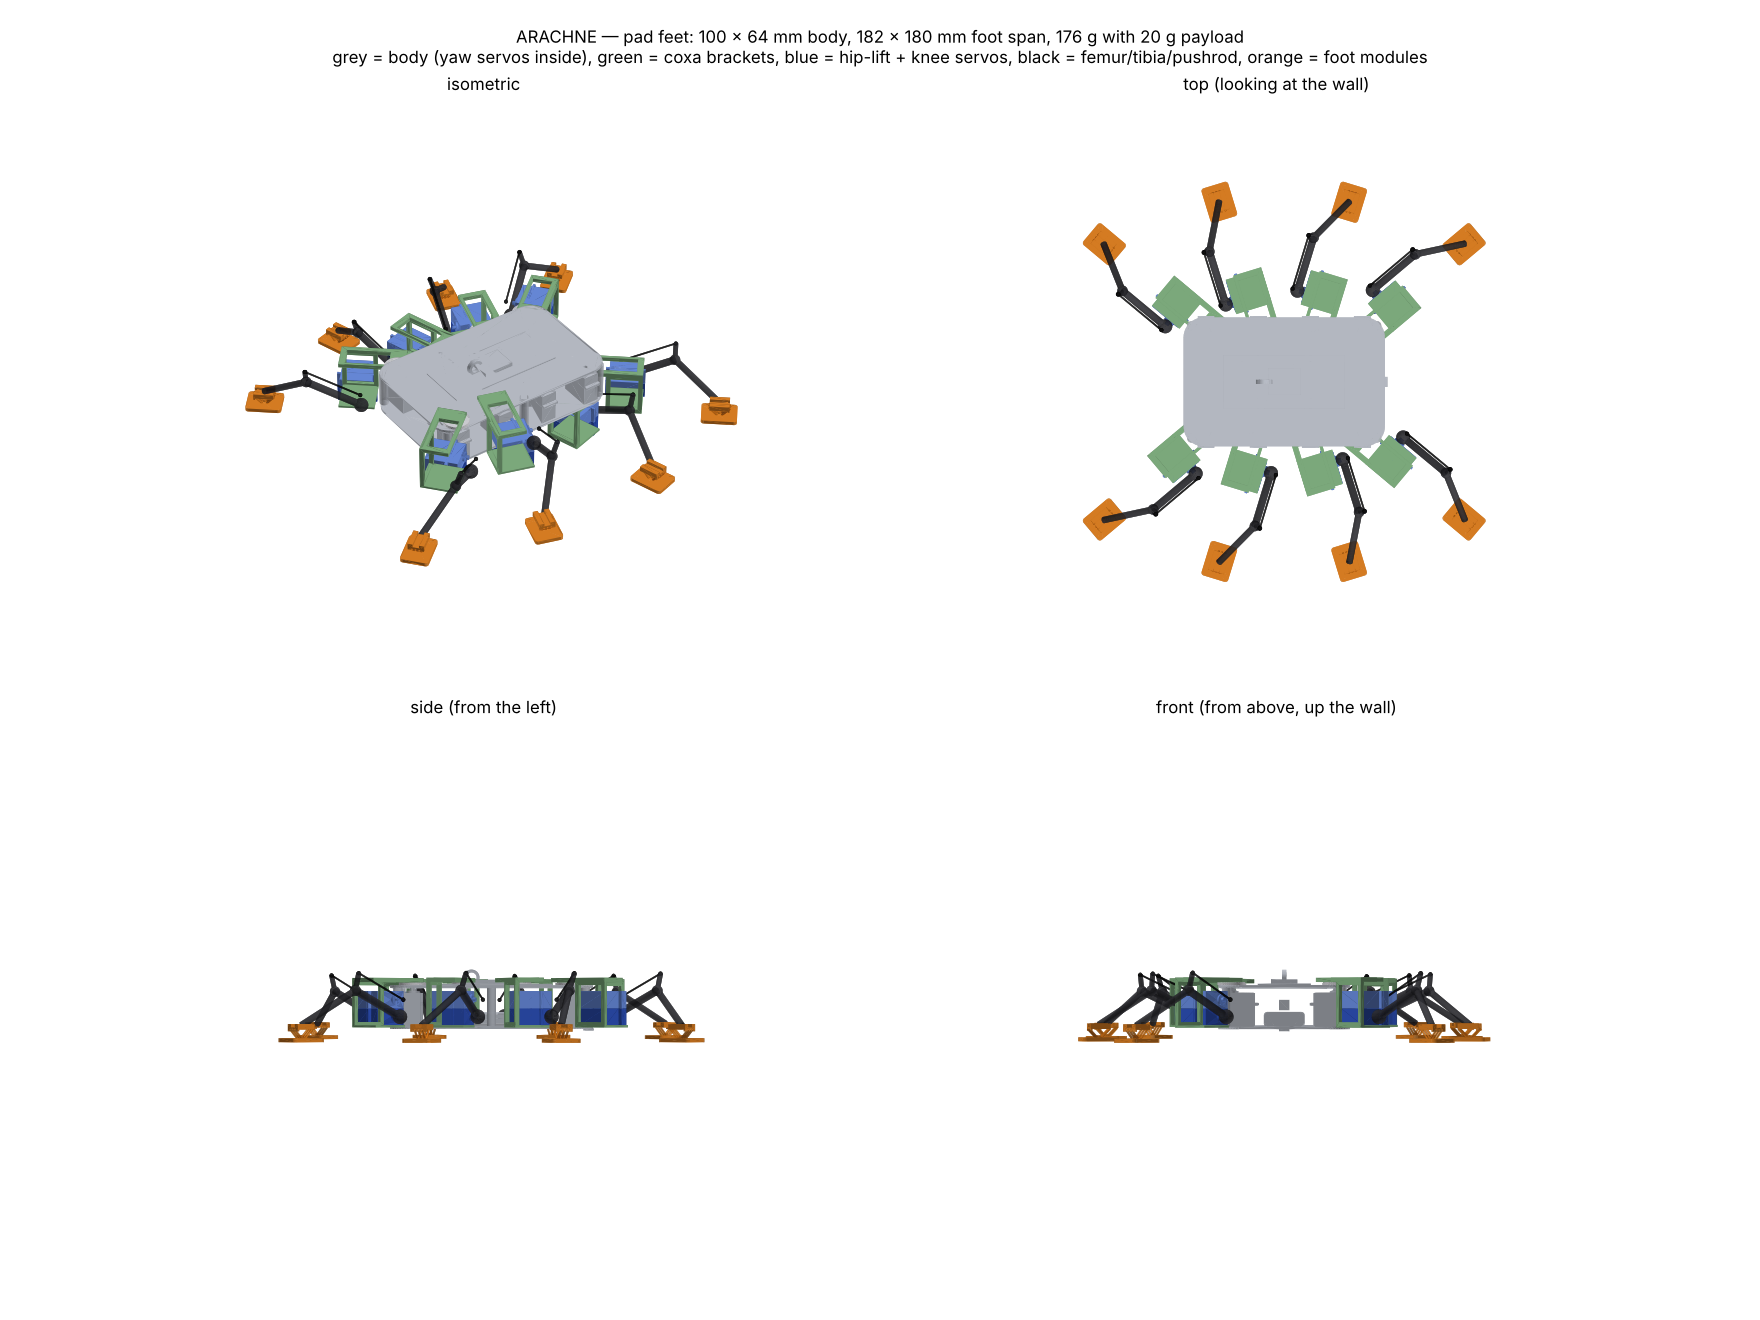 ARACHNE — pad feet: 100 × 64 mm body, 182 × 180 mm foot span, 176 g with 20 g payload
grey = body (yaw servos inside), green = coxa brackets, blue = hip-lift + knee servos, black = femur/tibia/pushrod, orange = foot modules
isometric
top (looking at the wall)
side (from the left)
front (from above, up the wall)